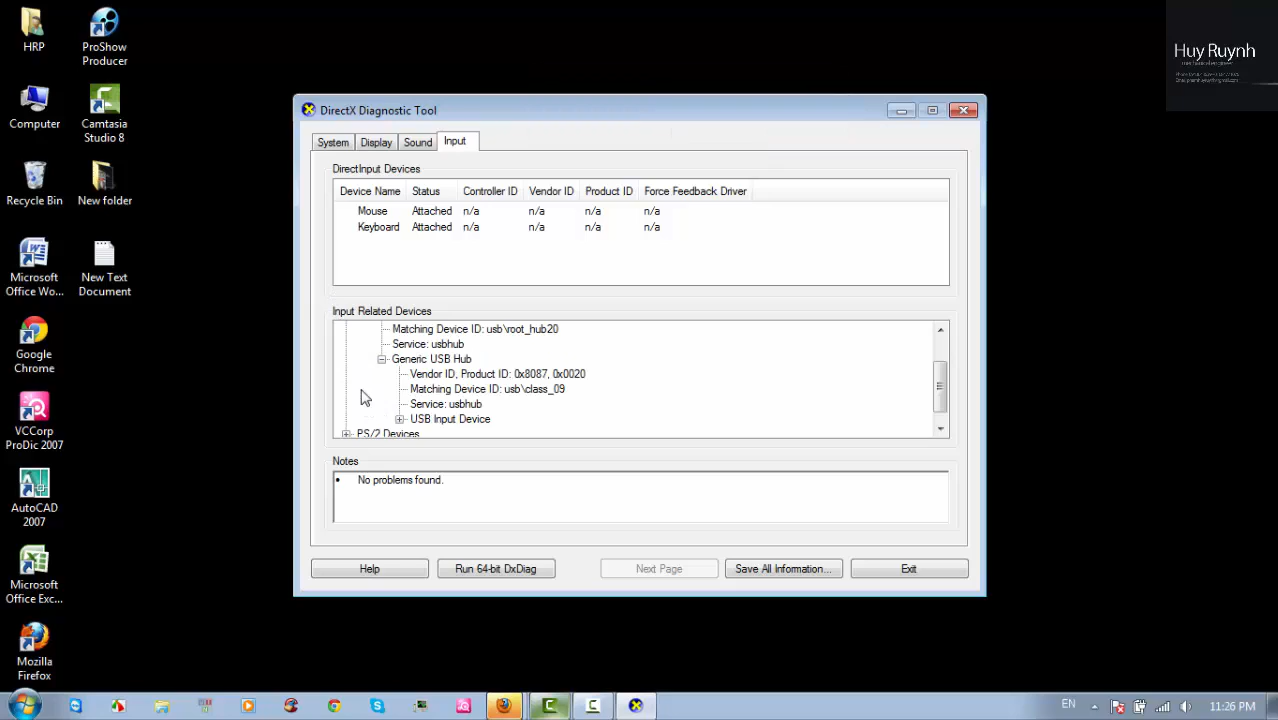 HRP
ProShow
Producer
Computer
Camtasia
Studio 8
Recycle Bin
New folder
Microsoft
Office Wo...
New Text
Document
Google
Chrome
VCCorp
ProDic 2007
AutoCAD
2007
Microsoft
Office Exc...
Mozilla
Firefox
Huy Ruynh
DirectX Diagnostic Tool
System Display Sound Input
DirectInput Devices
Device Name Status Controller ID Vendor ID Product ID Force Feedback Driver
Mouse Attached n/a n/a n/a n/a
Keyboard Attached n/a n/a n/a n/a
Input Related Devices
Matching Device ID: usb\root_hub20
Service: usbhub
Generic USB Hub
Vendor ID, Product ID: 0x8087, 0x0020
Matching Device ID: usb\class_09
Service: usbhub
USB Input Device
PS/2 Devices
Notes
• No problems found.
Help Run 64-bit DxDiag Next Page Save All Information... Exit
EN 11:26 PM